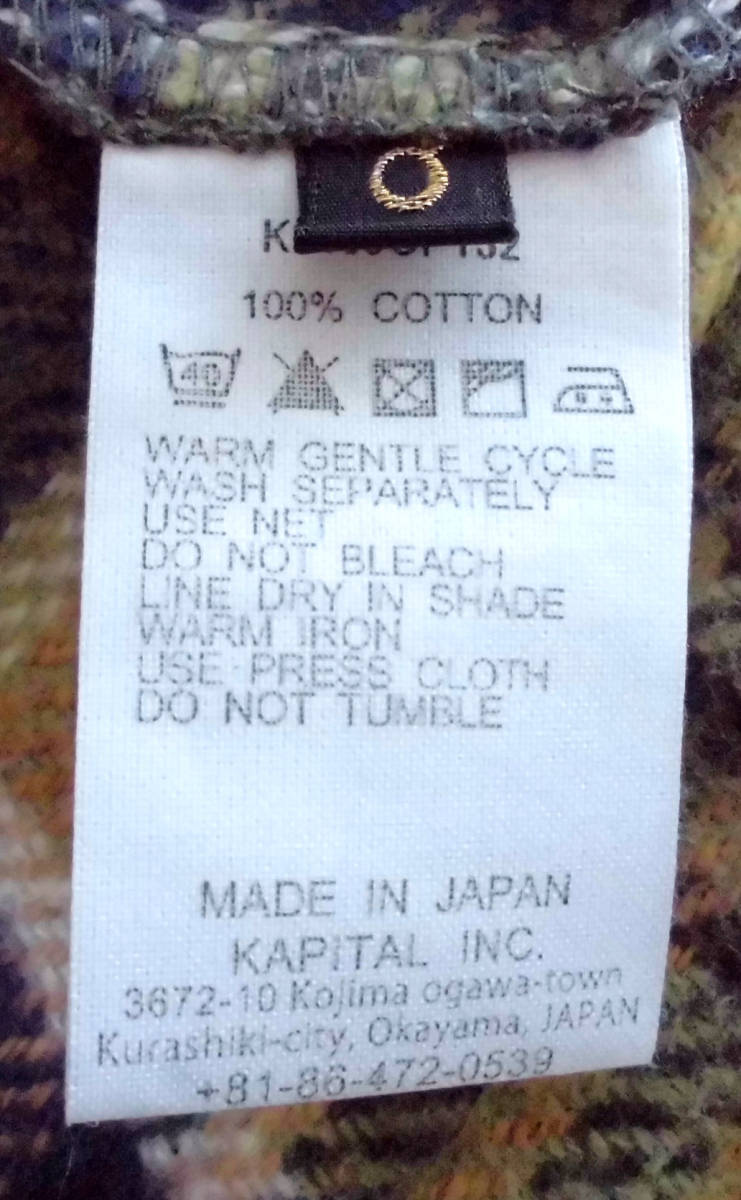 100% COTTON
40
WARM GENTLE CYCLE
WASH SEPARATELY
USE NET
DO NOT BLEACH
LINE DRY IN SHADE
WARM IRON
USE PRESS CLOTH
DO NOT TUMBLE
MADE IN JAPAN
KAPITAL INC.
3672-10 Kojima ogawa-town
Kurashiki-city, Okayama, JAPAN
+81-86-472-0539